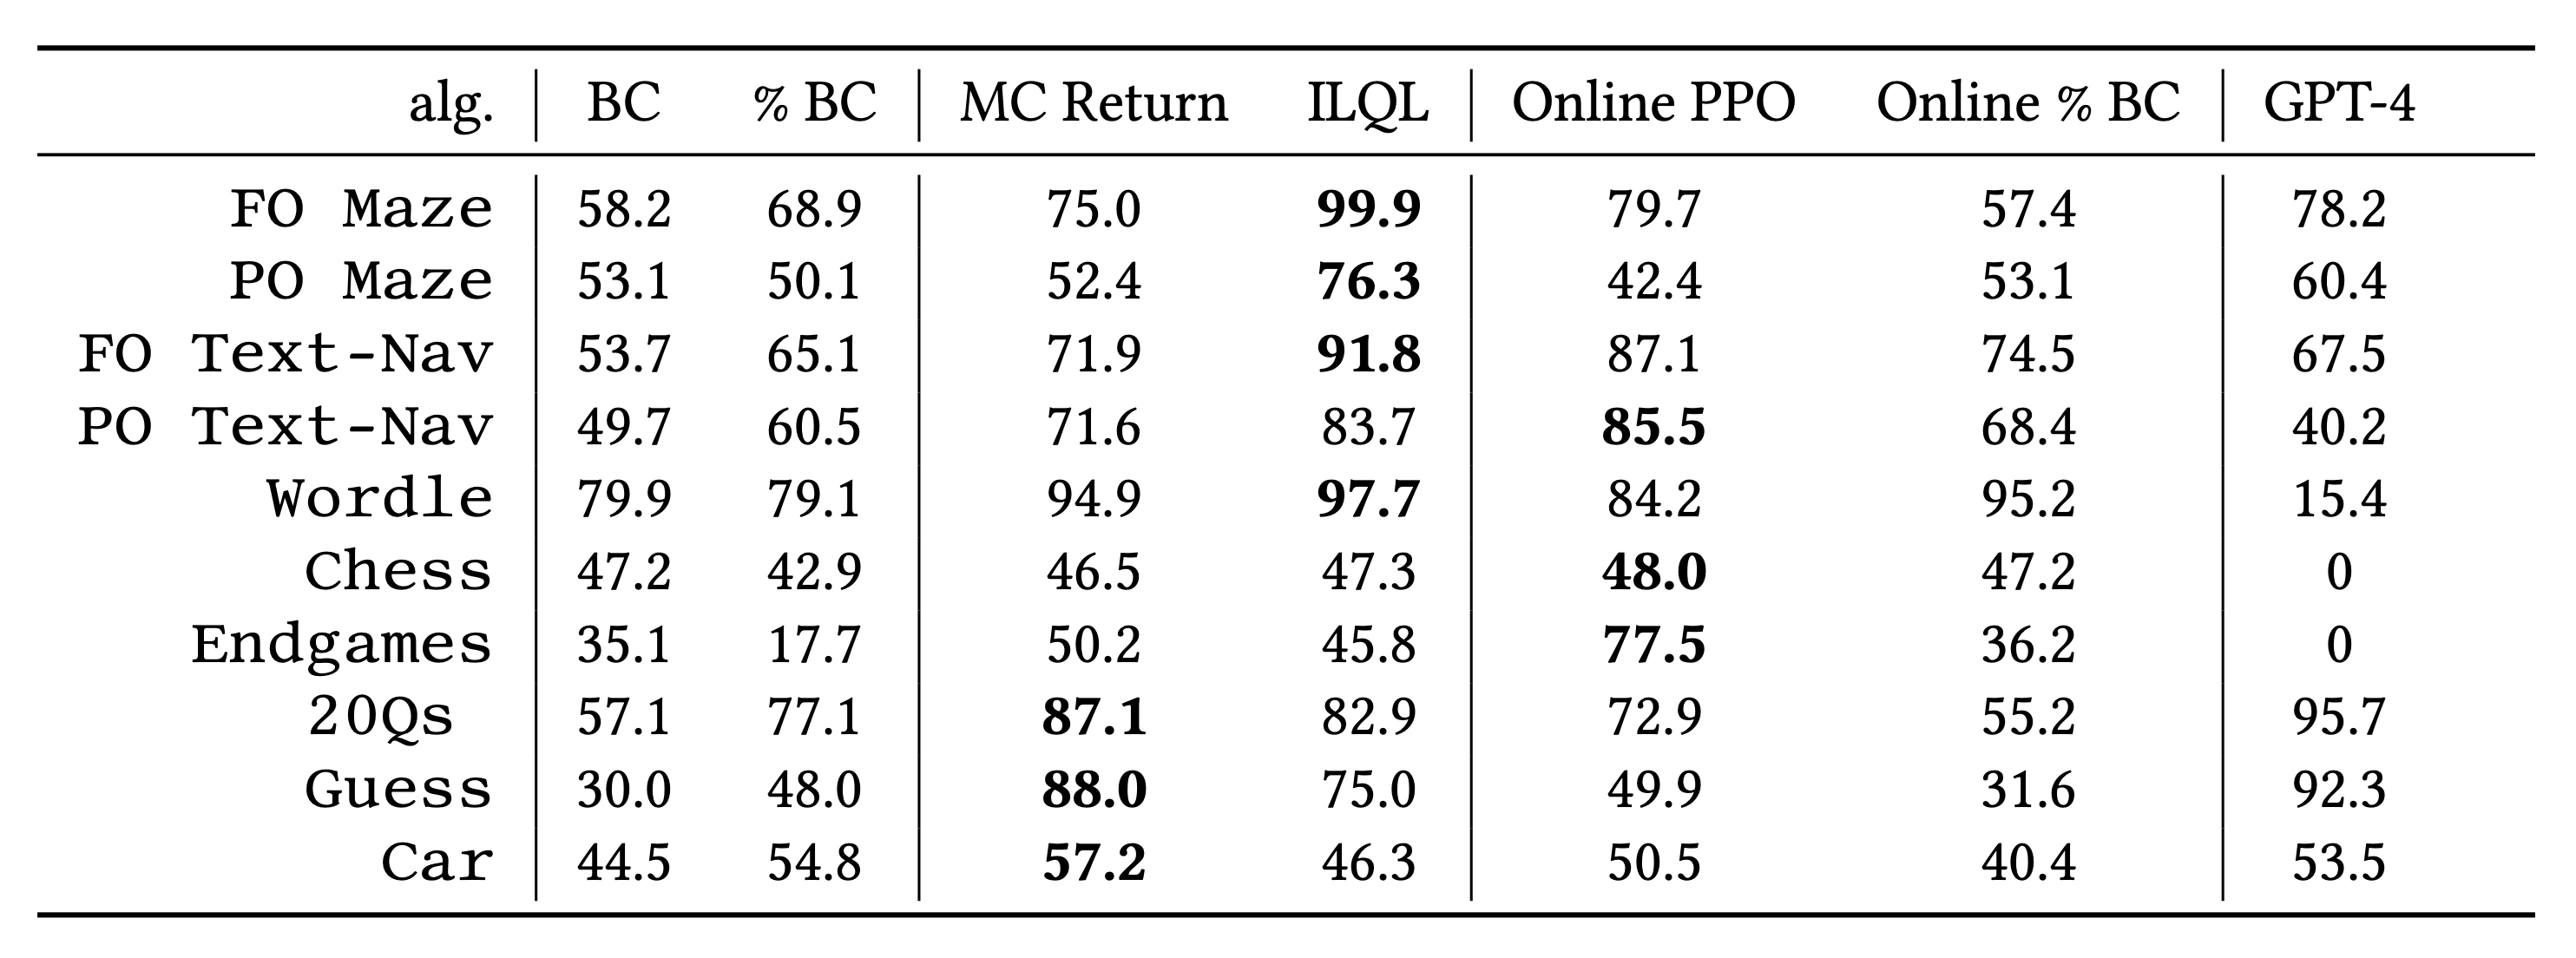 alg. BC % BC MC Return ILQL Online PPO Online % BC GPT-4
FO Maze 58.2 68.9 75.0 99.9 79.7 57.4 78.2
PO Maze 53.1 50.1 52.4 76.3 42.4 53.1 60.4
FO Text-Nav 53.7 65.1 71.9 91.8 87.1 74.5 67.5
PO Text-Nav 49.7 60.5 71.6 83.7 85.5 68.4 40.2
Wordle 79.9 79.1 94.9 97.7 84.2 95.2 15.4
Chess 47.2 42.9 46.5 47.3 48.0 47.2 0
Endgames 35.1 17.7 50.2 45.8 77.5 36.2 0
20Qs 57.1 77.1 87.1 82.9 72.9 55.2 95.7
Guess 30.0 48.0 88.0 75.0 49.9 31.6 92.3
Car 44.5 54.8 57.2 46.3 50.5 40.4 53.5